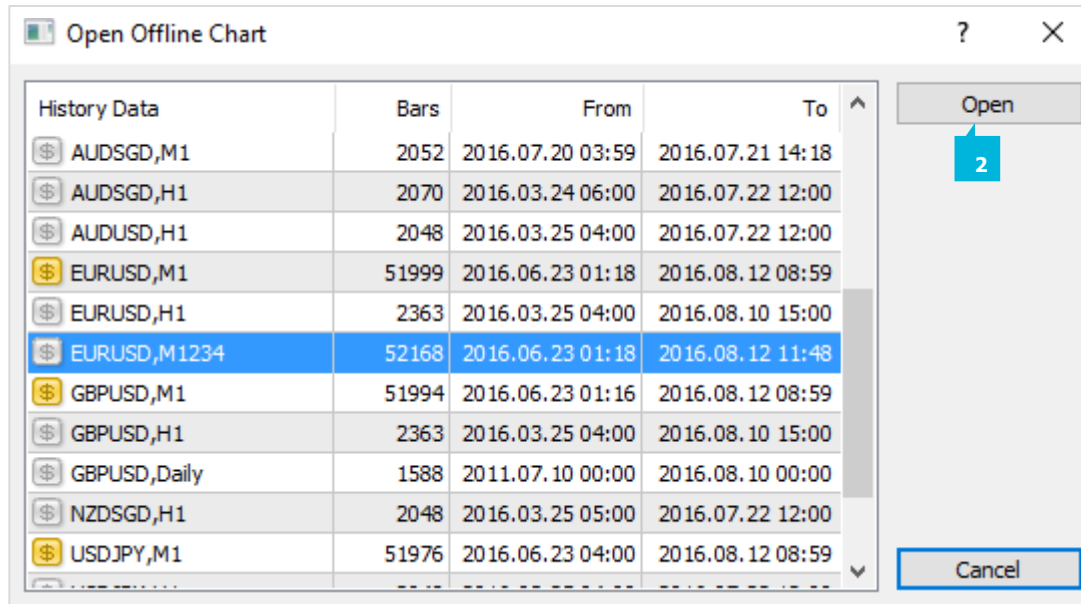 Open Offline Chart ?
History Data Bars From To
Open
AUDSGD,M1 2052 2016.07.20 03:59 2016.07.21 14:18
2
AUDSGD,H1 2070 2016.03.24 06:00 2016.07.22 12:00
AUDUSD,H1 2048 2016.03.25 04:00 2016.07.22 12:00
EURUSD,M1 51999 2016.06.23 01:18 2016.08.12 08:59
EURUSD,H1 2363 2016.03.25 04:00 2016.08.10 15:00
EURUSD,M1234 52168 2016.06.23 01:18 2016.08.12 11:48
GBPUSD,M1 51994 2016.06.23 01:16 2016.08.12 08:59
GBPUSD,H1 2363 2016.03.25 04:00 2016.08.10 15:00
GBPUSD,Daily 1588 2011.07.10 00:00 2016.08.10 00:00
NZDSGD,H1 2048 2016.03.25 05:00 2016.07.22 12:00
USDJPY,M1 51976 2016.06.23 04:00 2016.08.12 08:59
Cancel